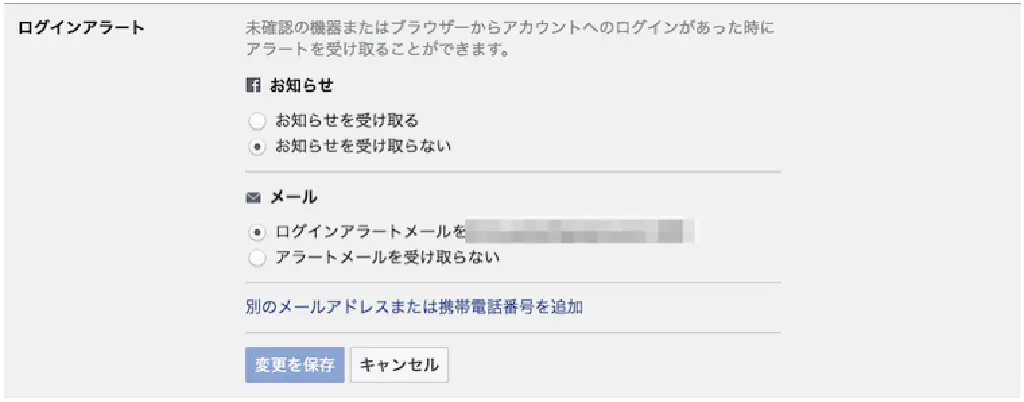 ログインアラート
未確認の機器またはブラウザーからアカウントへのログインがあった時に
アラートを受け取ることができます。
お知らせ
お知らせを受け取る
お知らせを受け取らない
メール
ログインアラートメールを
アラートメールを受け取らない
別のメールアドレスまたは携帯電話番号を追加
変更を保存 キャンセル